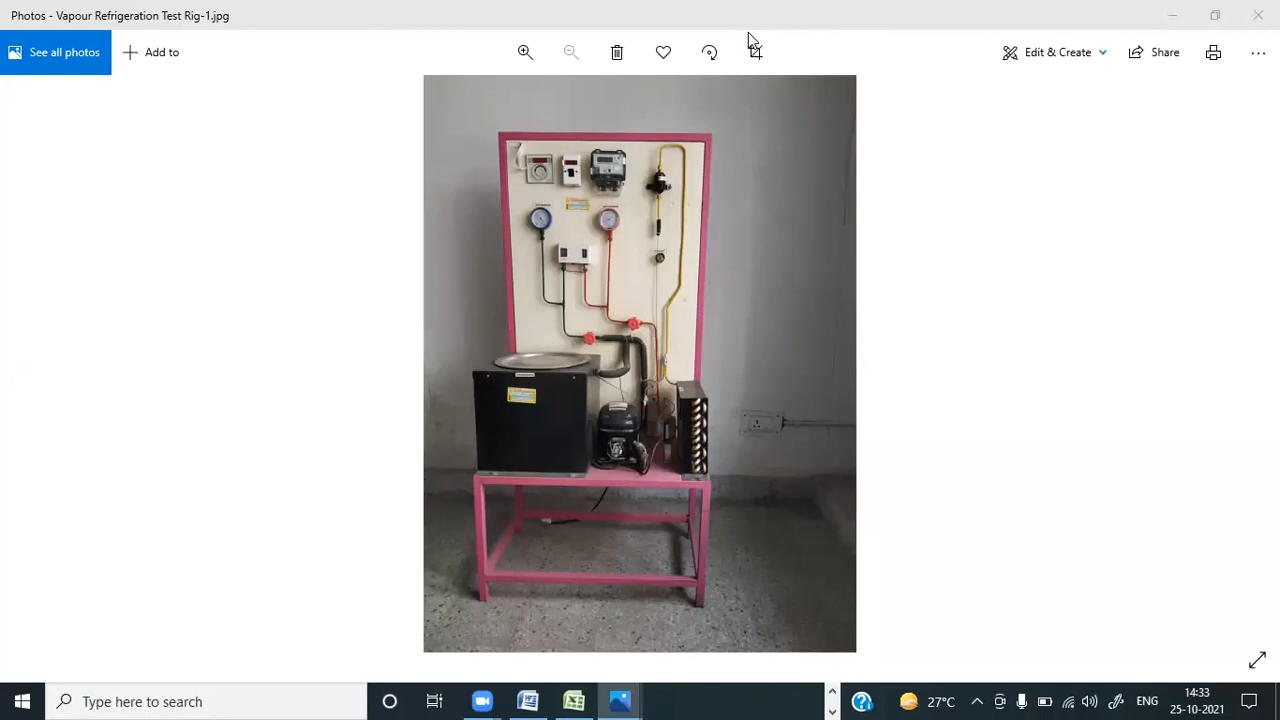 Photos - Vapour Refrigeration Test Rig-1.jpg
See all photos
Add to
Edit & Create
Share
Type here to search
27°C
ENG
14:33
25-10-2021